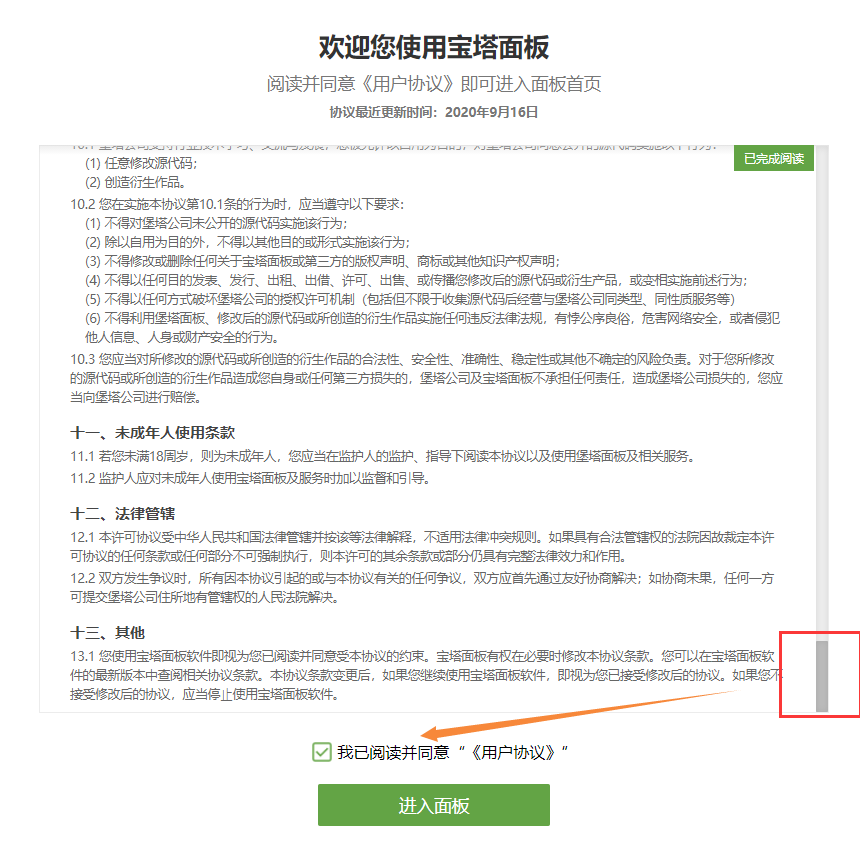 欢迎您使用宝塔面板
阅读并同意《用户协议》即可进入面板首页
协议最近更新时间：2020年9月16日
已完成阅读
(1) 任意修改源代码；
(2) 创造衍生作品。
10.2 您在实施本协议第10.1条的行为时，应当遵守以下要求：
(1) 不得对堡塔公司未公开的源代码实施该行为；
(2) 除以自用为目的外，不得以其他目的或形式实施该行为；
(3) 不得修改或删除任何关于宝塔面板或第三方的版权声明、商标或其他知识产权声明；
(4) 不得以任何目的发表、发行、出租、出借、许可、出售、或传播您修改后的源代码或衍生产品，或变相实施前述行为；
(5) 不得以任何方式破坏堡塔公司的授权许可机制（包括但不限于收集源代码后经营与堡塔公司同类型、同性质服务等）
(6) 不得利用堡塔面板、修改后的源代码或所创造的衍生作品实施任何违反法律法规，有悖公序良俗，危害网络安全，或者侵犯
他人信息、人身或财产安全的行为。
10.3 您应当对所修改的源代码或所创造的衍生作品的合法性、安全性、准确性、稳定性或其他不确定的风险负责。对于您所修改
的源代码或所创造的衍生作品造成您自身或任何第三方损失的，堡塔公司及宝塔面板不承担任何责任，造成堡塔公司损失的，您应
当向堡塔公司进行赔偿。
十一、未成年人使用条款
11.1 若您未满18周岁，则为未成年人，您应当在监护人的监护、指导下阅读本协议以及使用堡塔面板及相关服务。
11.2 监护人应对未成年人使用宝塔面板及服务时加以监督和引导。
十二、法律管辖
12.1 本许可协议受中华人民共和国法律管辖并按该等法律解释，不适用法律冲突规则。如果具有合法管辖权的法院因故裁定本许
可协议的任何条款或任何部分不可强制执行，则本许可的其余条款或部分仍具有完整法律效力和作用。
12.2 双方发生争议时，所有因本协议引起的或与本协议有关的任何争议，双方应首先通过友好协商解决；如协商未果，任何一方
可提交堡塔公司住所地有管辖权的人民法院解决。
十三、其他
13.1 您使用宝塔面板软件即视为您已阅读并同意受本协议的约束。宝塔面板有权在必要时修改本协议条款。您可以在宝塔面板软
件的最新版本中查阅相关协议条款。本协议条款变更后，如果您继续使用宝塔面板软件，即视为您已接受修改后的协议。如果您不
接受修改后的协议，应当停止使用宝塔面板软件。
我已阅读并同意“《用户协议》“
进入面板